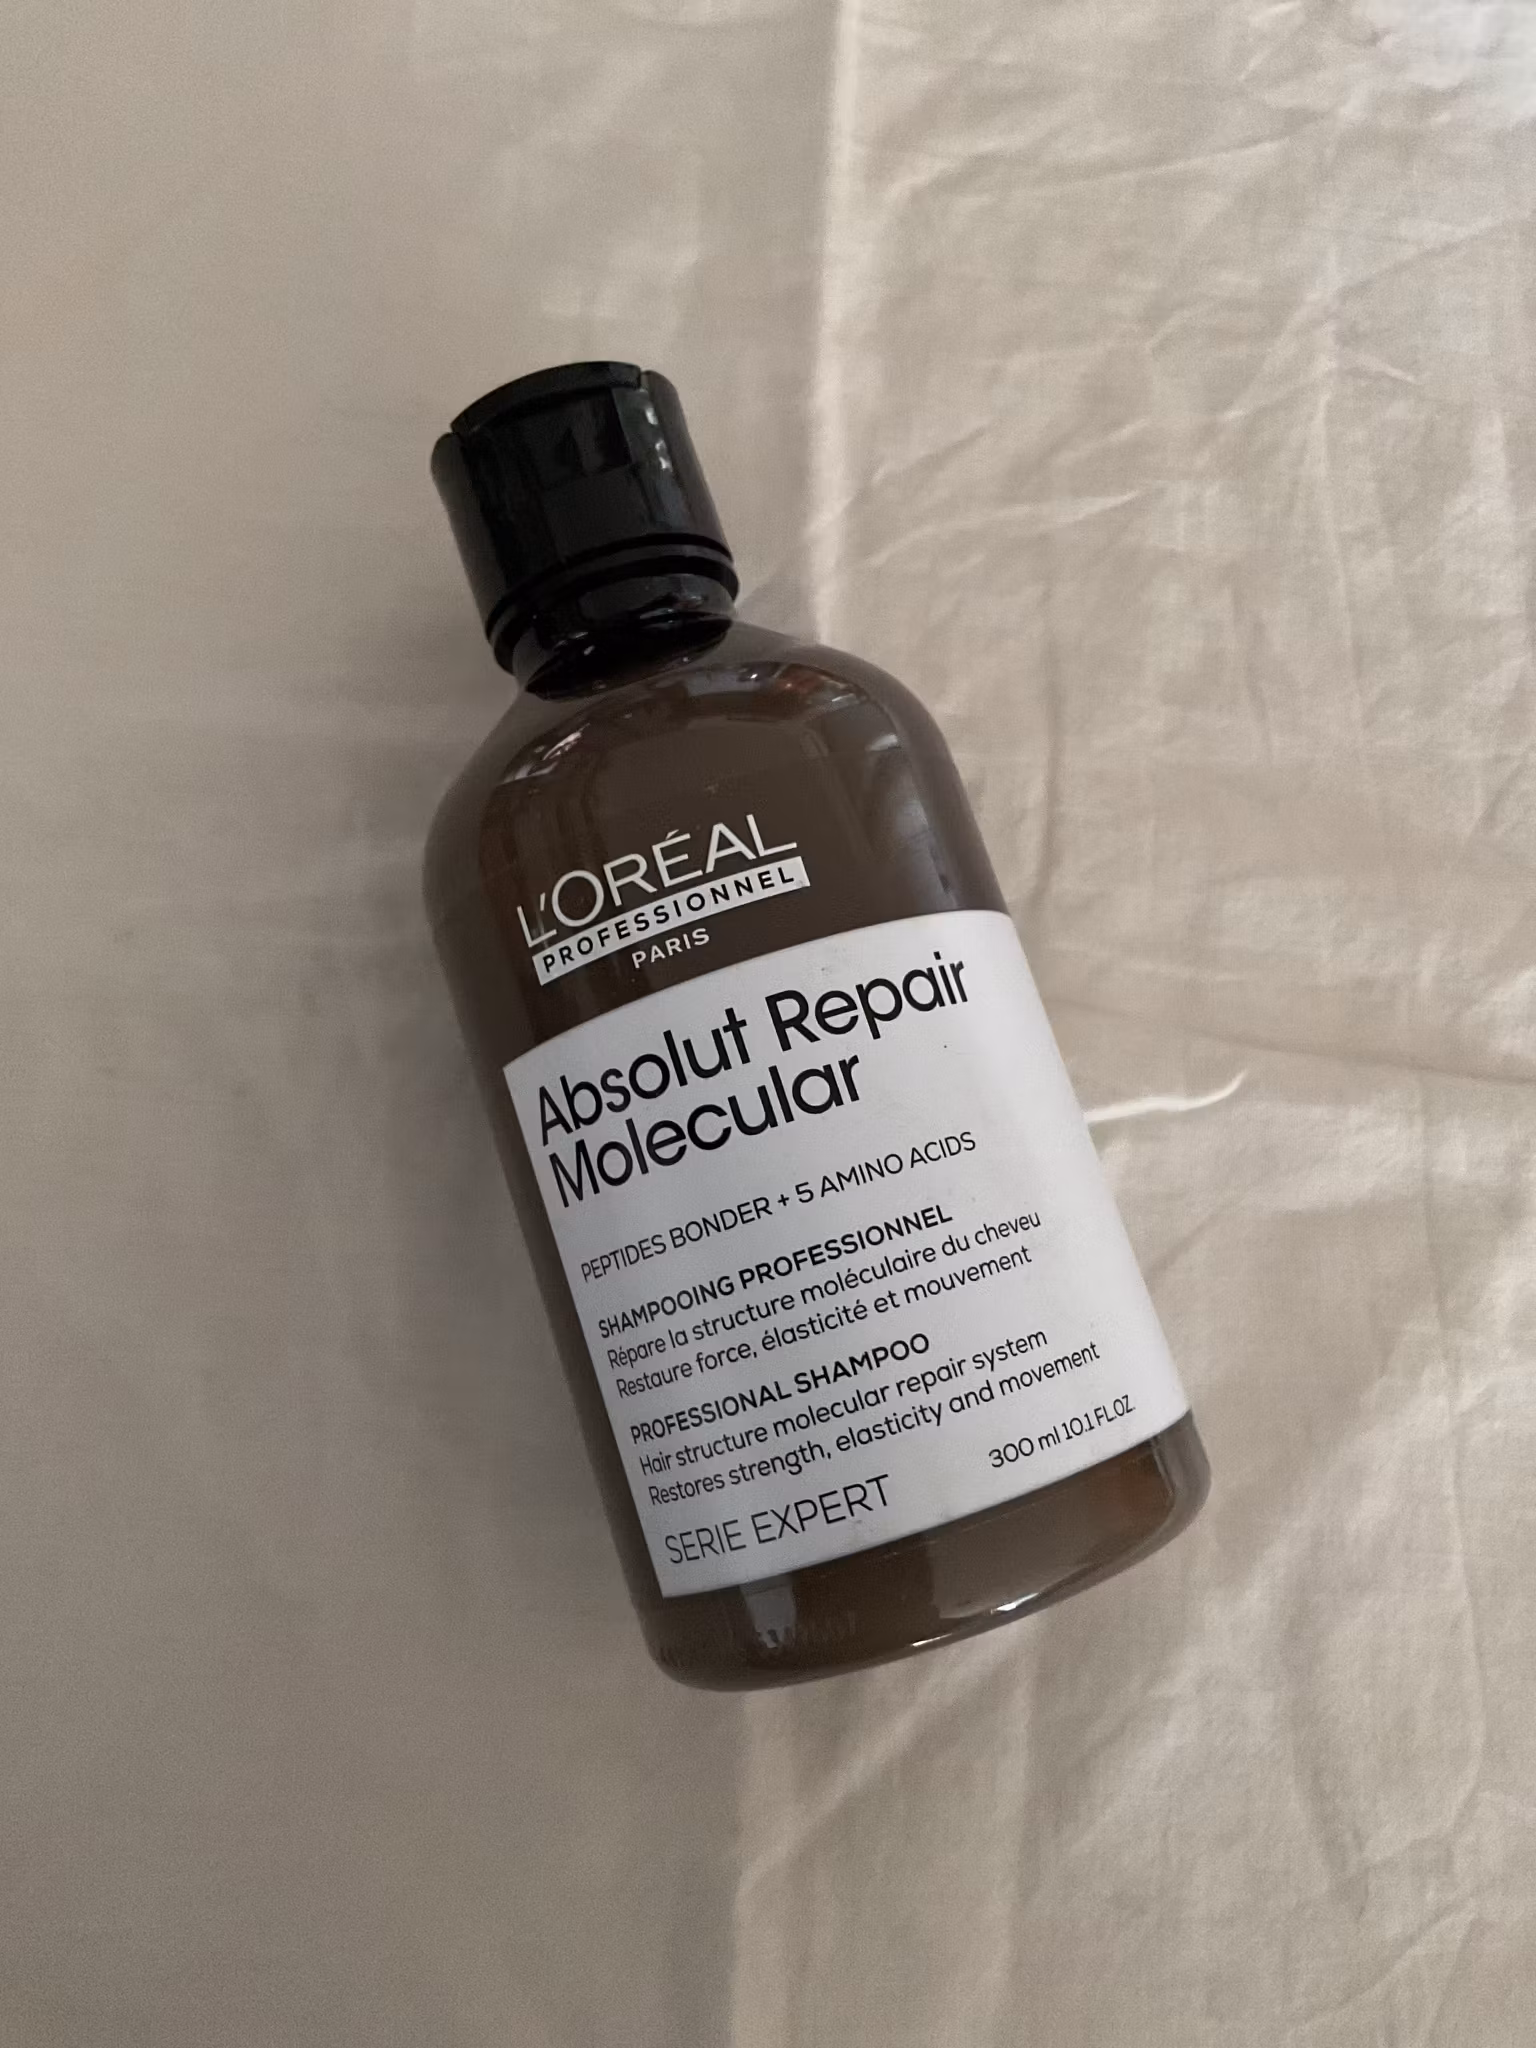 L'ORÉAL
PROFESSIONNEL
PARIS
Absolut Repair
Molecular
PEPTIDES BONDER + 5 AMINO ACIDS
SHAMPOOING PROFESSIONNEL
Répare la structure moléculaire du cheveu
Restaure force, élasticité et mouvement
PROFESSIONAL SHAMPOO
Hair structure molecular repair system
Restores strength, elasticity and movement
300 ml 10.1 FL.OZ.
SERIE EXPERT